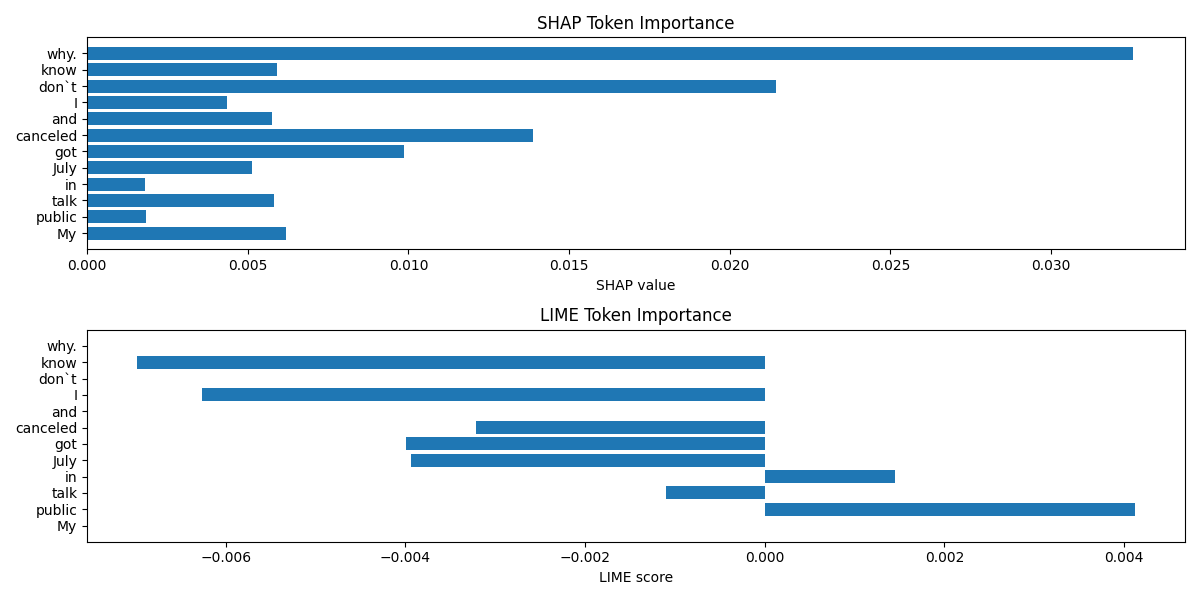 SHAP Token Importance
why.
know
don`t
I
and
canceled
got
July
in
talk
public
My
0.000 0.005 0.010 0.015 0.020 0.025 0.030
SHAP value
LIME Token Importance
why.
know
don`t
I
and
canceled
got
July
in
talk
public
My
−0.006 −0.004 −0.002 0.000 0.002 0.004
LIME score